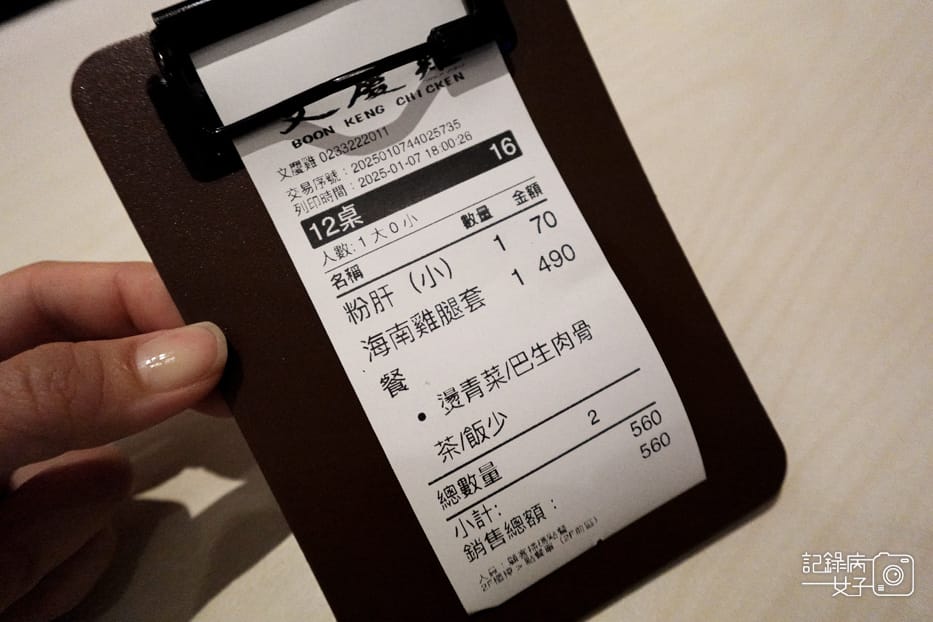 文慶雞
BOON KENG CHICKEN
文慶雞 0233222011
交易序號：2025010744025735
列印時間：2025-01-07 18:00:26
12桌 16
人數: 1 大 0 小
名稱 數量 金額
粉肝（小） 1 70
海南雞腿套 1 490
餐
• 燙青菜/巴生肉骨
茶/飯少
總數量 2
小計: 560
銷售總額： 560
記錄病
女子